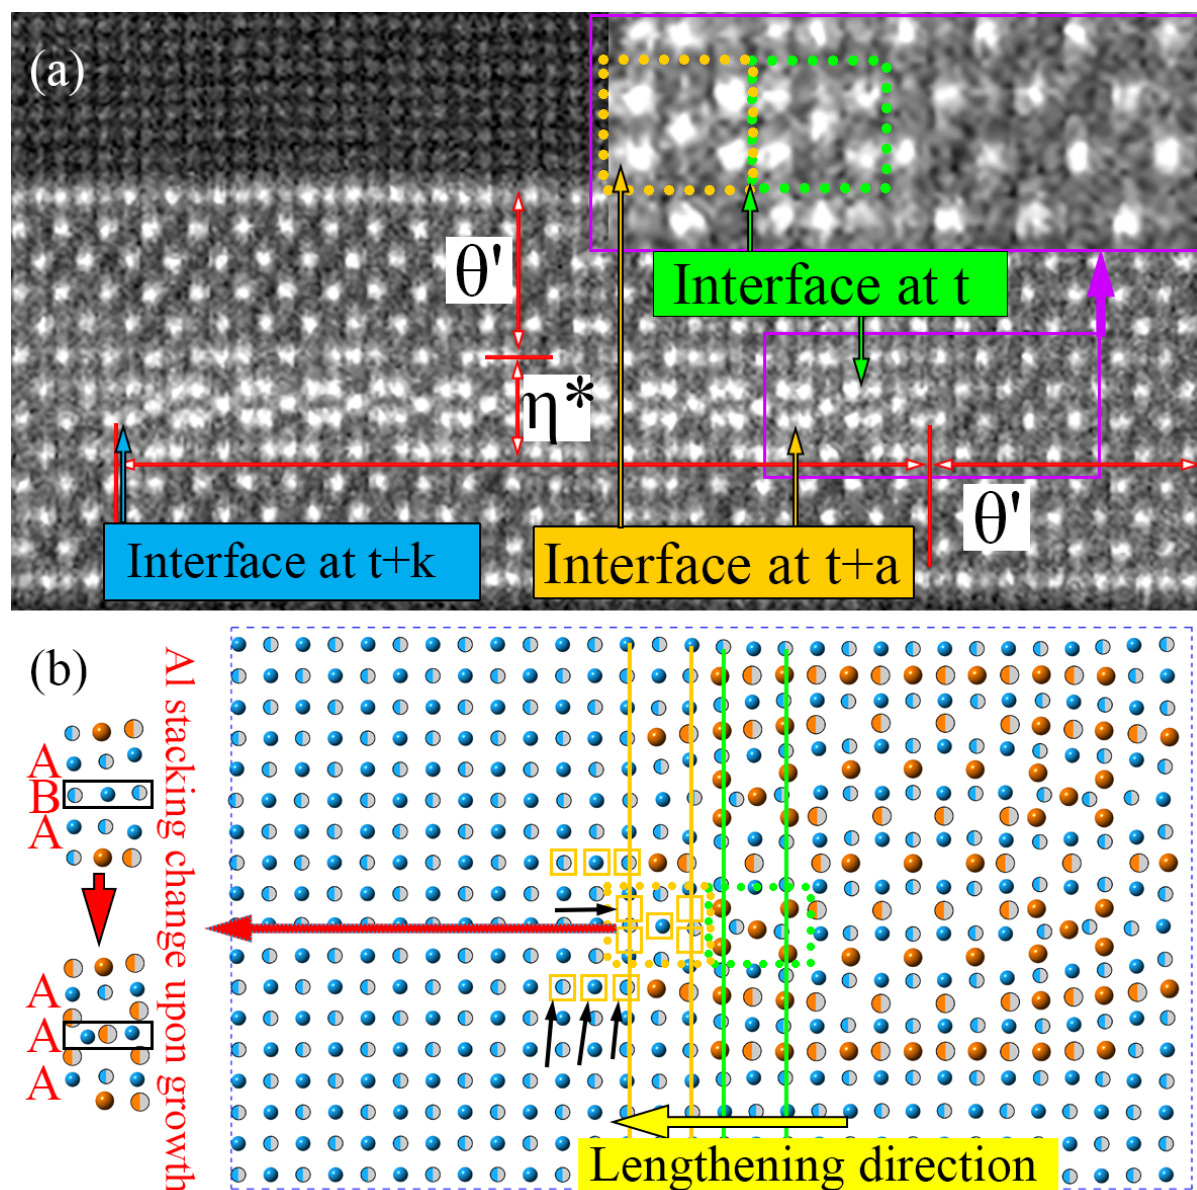 (a)
θ'
Interface at t
η*
θ'
Interface at t+k
Interface at t+a
(b)
Al stacking change upon growth
A
B
A
A
A
A
Lengthening direction